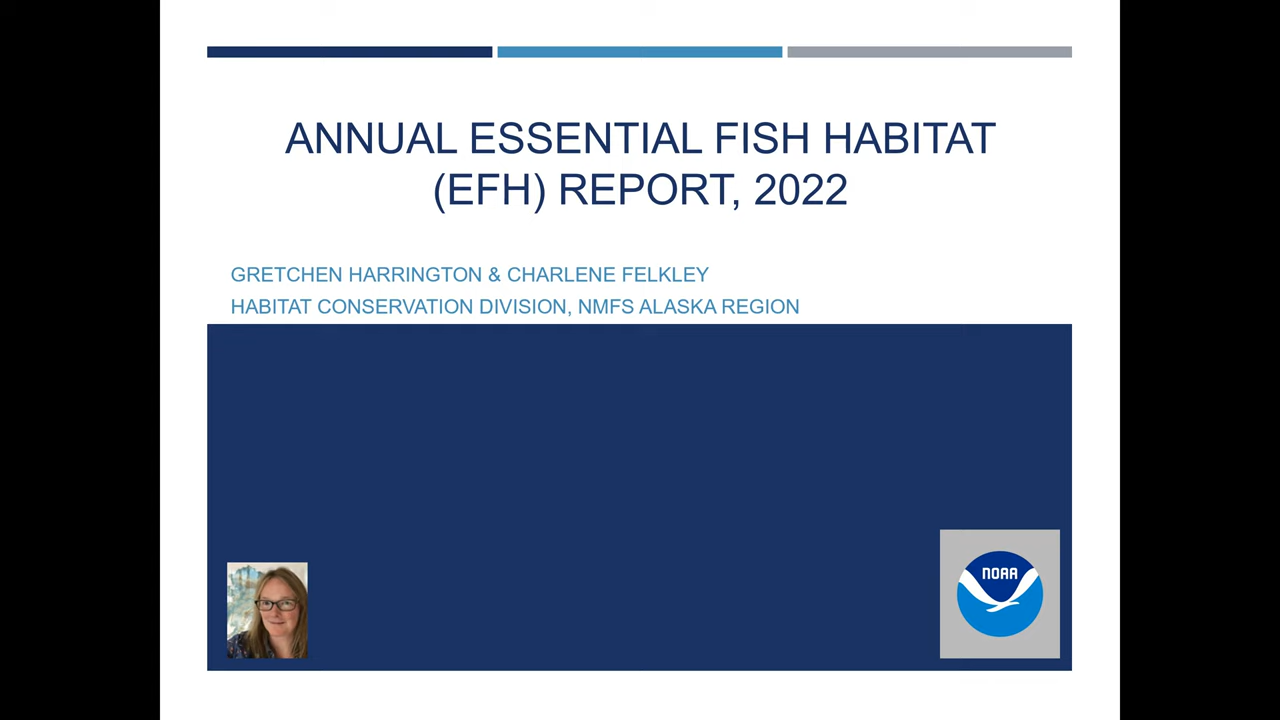 ANNUAL ESSENTIAL FISH HABITAT
(EFH) REPORT, 2022
GRETCHEN HARRINGTON & CHARLENE FELKLEY
HABITAT CONSERVATION DIVISION, NMFS ALASKA REGION
NOAA